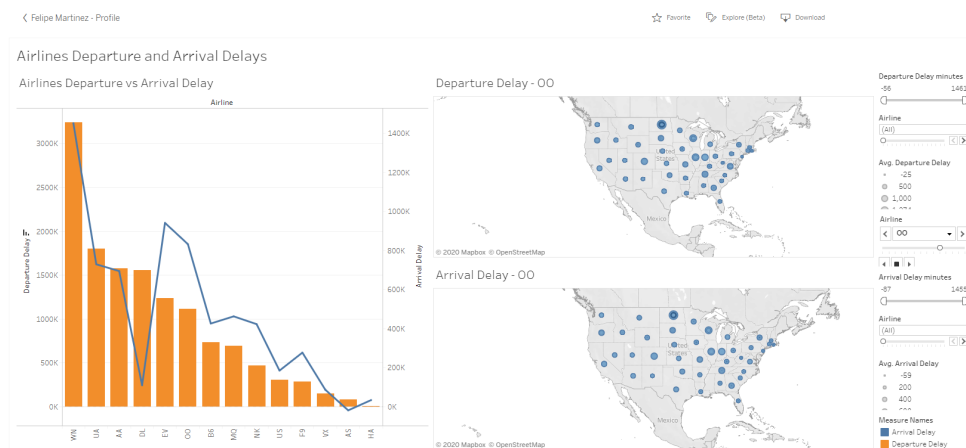 Felipe Martinez - Profile
Favorite Explore (Beta) Download
Airlines Departure and Arrival Delays
Airlines Departure vs Arrival Delay
Airline
3000K
2500K
2000K
1500K
1000K
500K
0K
Departure Delay
1400K
1200K
1000K
800K
600K
400K
200K
0K
Arrival Delay
WN UA AA DL EV OO B6 MQ NK US F9 VX AS HA
Departure Delay - OO
United
States
Mexico
© 2020 Mapbox © OpenStreetMap
Arrival Delay - OO
United
States
Mexico
© 2020 Mapbox © OpenStreetMap
Departure Delay minutes
-56 1461
Airline
(All)
Avg. Departure Delay
-25
500
1,000
Airline
OO
Arrival Delay minutes
-87 1455
Airline
(All)
Avg. Arrival Delay
-59
200
400
Measure Names
Arrival Delay
Departure Delay